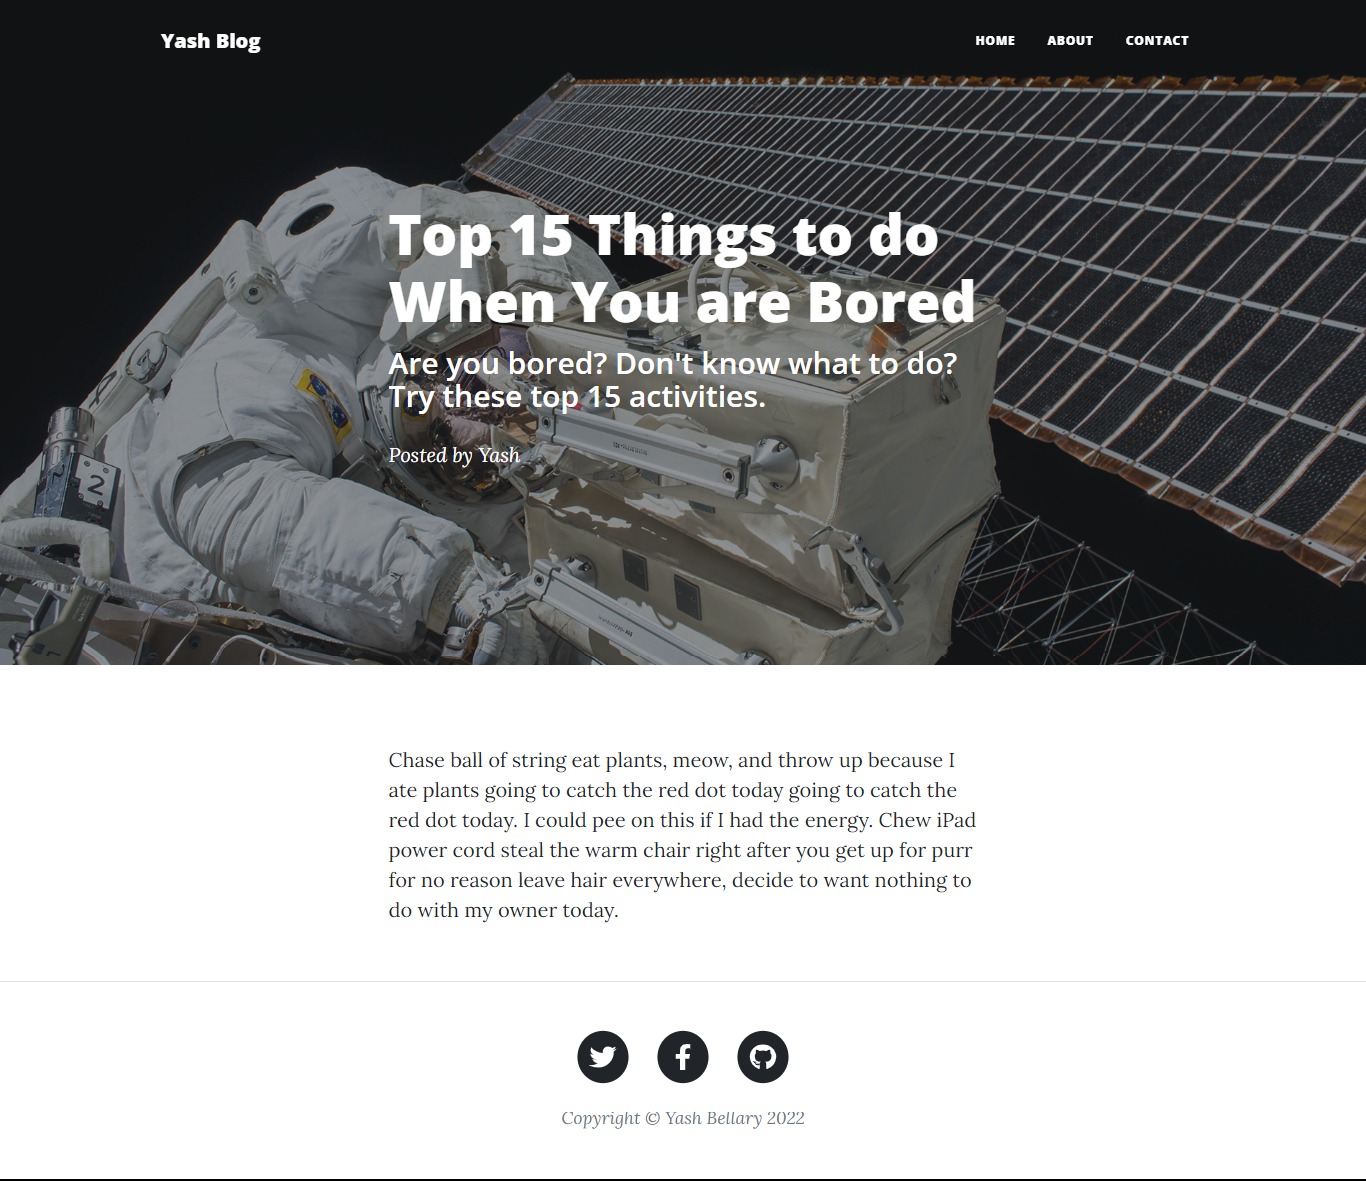 Yash Blog
HOME ABOUT CONTACT
Top 15 Things to do
When You are Bored
Are you bored? Don't know what to do?
Try these top 15 activities.
Posted by Yash
2
Chase ball of string eat plants, meow, and throw up because I
ate plants going to catch the red dot today going to catch the
red dot today. I could pee on this if I had the energy. Chew iPad
power cord steal the warm chair right after you get up for purr
for no reason leave hair everywhere, decide to want nothing to
do with my owner today.
Copyright © Yash Bellary 2022